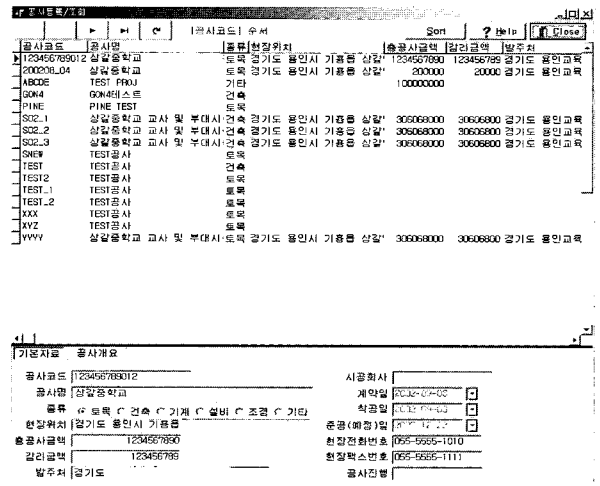 공사등록/조회
[공사코드] 순서 Sort ? Help Close
공사코드 공사명 종류 현장위치 총공사금액 감리금액 발주처
123456789012 상갈중학교 토목 경기도 용인시 기흥읍 상갈 1234567890 123456789 경기도 용인교육
200208_04 상갈중학교 토목 경기도 용인시 기흥읍 상갈 200000 20000 경기도 용인교육
ABCDE TEST PROJ 기타 100000000
GON4 GON4테스트 건축
PINE PINE TEST 토목
S02_1 상갈중학교 교사 및 부대시 건축 경기도 용인시 기흥읍 상갈 306068000 30606800 경기도 용인교육
S02_2 상갈중학교 교사 및 부대시 건축 경기도 용인시 기흥읍 상갈 306068000 30606800 경기도 용인교육
S02_3 상갈중학교 교사 및 부대시 건축 경기도 용인시 기흥읍 상갈 306068000 30606800 경기도 용인교육
SNEW TEST공사 토목
TEST TEST공사 건축
TEST2 TEST공사 토목
TEST_1 TEST공사 토목
TEST_2 TEST공사 토목
XXX TEST공사 토목
XYZ TEST공사 토목
YYYY 상갈중학교 교사 및 부대시 토목 경기도 용인시 기흥읍 상갈 306068000 30606800 경기도 용인교육
기본자료 공사개요
공사코드 123456789012 시공회사
공사명 상갈중학교 계약일
종류 토목 건축 기계 설비 조경 기타 착공일
현장위치 경기도 용인시 기흥읍 준공(예정)일
총공사금액 1234567890 현장전화번호 055-5555-1010
감리금액 123456789 현장팩스번호 055-5555-1111
발주처 경기도 공사진행